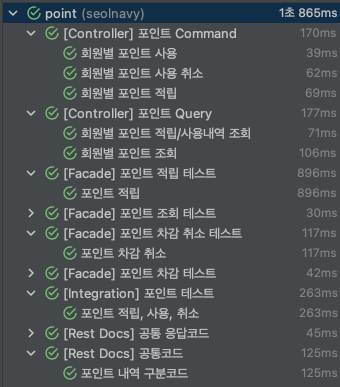 point (seolnavy) 1초 865ms
[Controller] 포인트 Command 170ms
회원별 포인트 사용 39ms
회원별 포인트 사용 취소 62ms
회원별 포인트 적립 69ms
[Controller] 포인트 Query 177ms
회원별 포인트 적립/사용내역 조회 71ms
회원별 포인트 조회 106ms
[Facade] 포인트 적립 테스트 896ms
포인트 적립 896ms
[Facade] 포인트 조회 테스트 30ms
[Facade] 포인트 차감 취소 테스트 117ms
포인트 차감 취소 117ms
[Facade] 포인트 차감 테스트 42ms
[Integration] 포인트 테스트 263ms
포인트 적립, 사용, 취소 263ms
[Rest Docs] 공통 응답코드 45ms
[Rest Docs] 공통코드 125ms
포인트 내역 구분코드 125ms